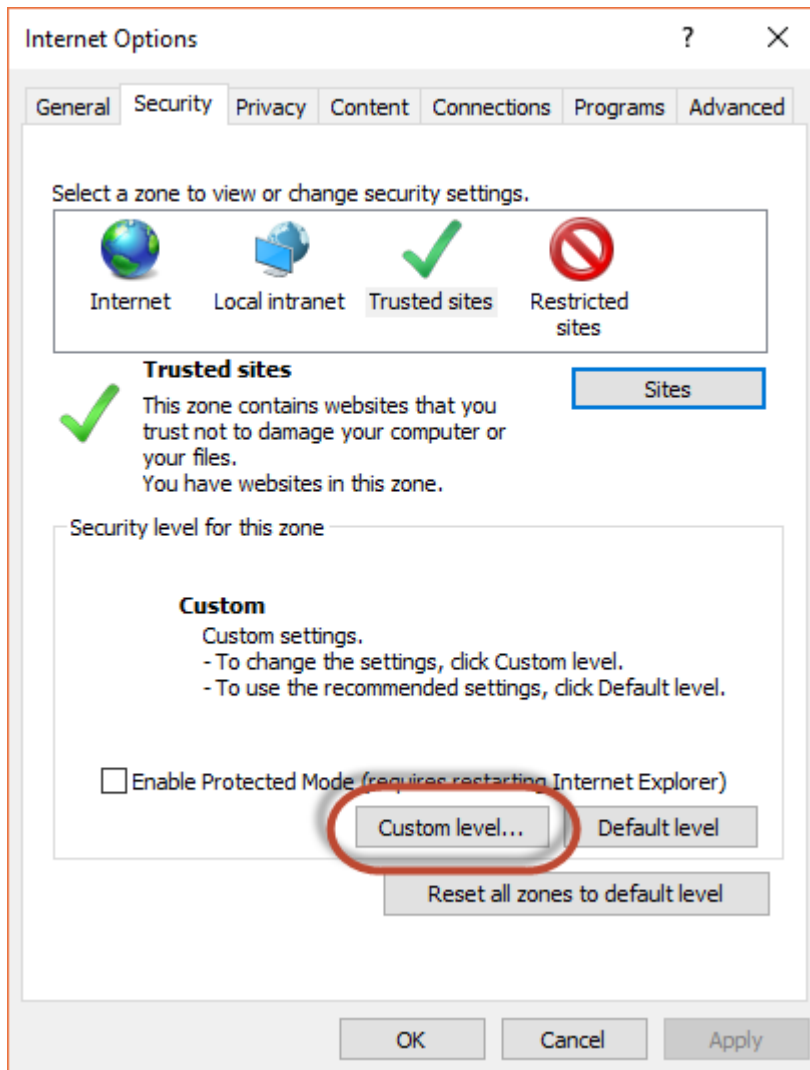 Internet Options
?
General Security Privacy Content Connections Programs Advanced
Select a zone to view or change security settings.
Internet Local intranet Trusted sites Restricted
sites
Trusted sites
Sites
This zone contains websites that you
trust not to damage your computer or
your files.
You have websites in this zone.
Security level for this zone
Custom
Custom settings.
- To change the settings, click Custom level.
- To use the recommended settings, click Default level.
Enable Protected Mode (requires restarting Internet Explorer)
Custom level... Default level
Reset all zones to default level
OK Cancel Apply